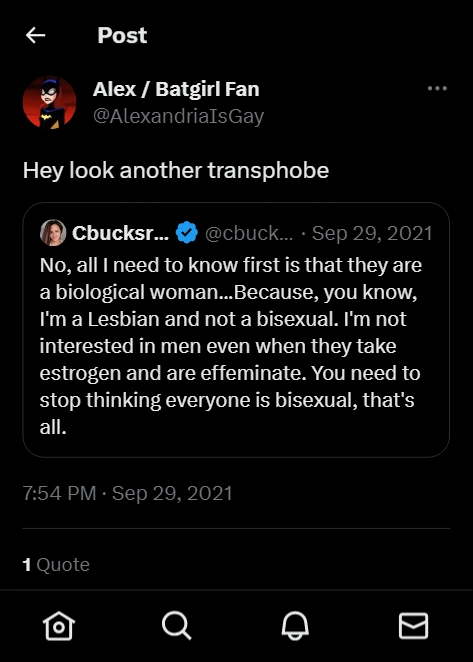 Post
Alex / Batgirl Fan
@AlexandriaIsGay
Hey look another transphobe
Cbucksr... @cbuck... · Sep 29, 2021
No, all I need to know first is that they are
a biological woman...Because, you know,
I'm a Lesbian and not a bisexual. I'm not
interested in men even when they take
estrogen and are effeminate. You need to
stop thinking everyone is bisexual, that's
all.
7:54 PM · Sep 29, 2021
1 Quote